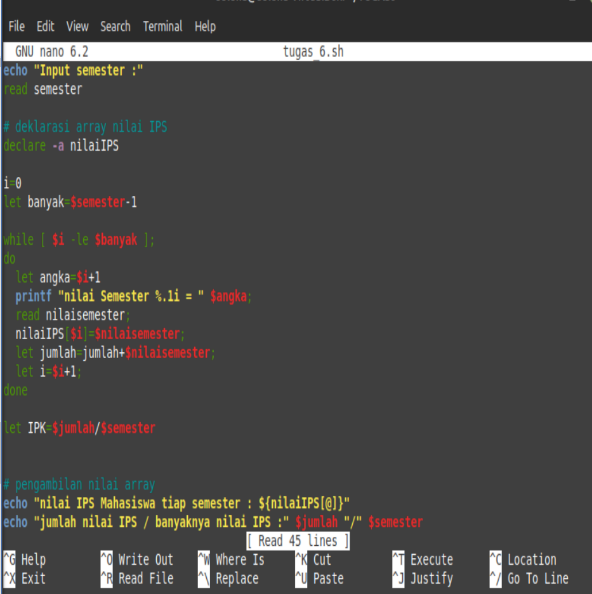 File Edit View Search Terminal Help
GNU nano 6.2 tugas_6.sh
echo "Input semester :"
read semester
# deklarasi array nilai IPS
declare -a nilaiIPS
i=0
let banyak=$semester-1
while [ $i -le $banyak ];
do
let angka=$i+1
printf "nilai Semester %.1i = " $angka;
read nilaisemester;
nilaiIPS[$i]=$nilaisemester;
let jumlah=jumlah+$nilaisemester;
let i=$i+1;
done
let IPK=$jumlah/$semester
# pengambilan nilai array
echo "nilai IPS Mahasiswa tiap semester : ${nilaiIPS[@]}"
echo "jumlah nilai IPS / banyaknya nilai IPS :" $jumlah "/" $semester
[ Read 45 lines ]
^G Help ^O Write Out ^W Where Is ^K Cut ^T Execute ^C Location
^X Exit ^R Read File ^\ Replace ^U Paste ^J Justify ^/ Go To Line